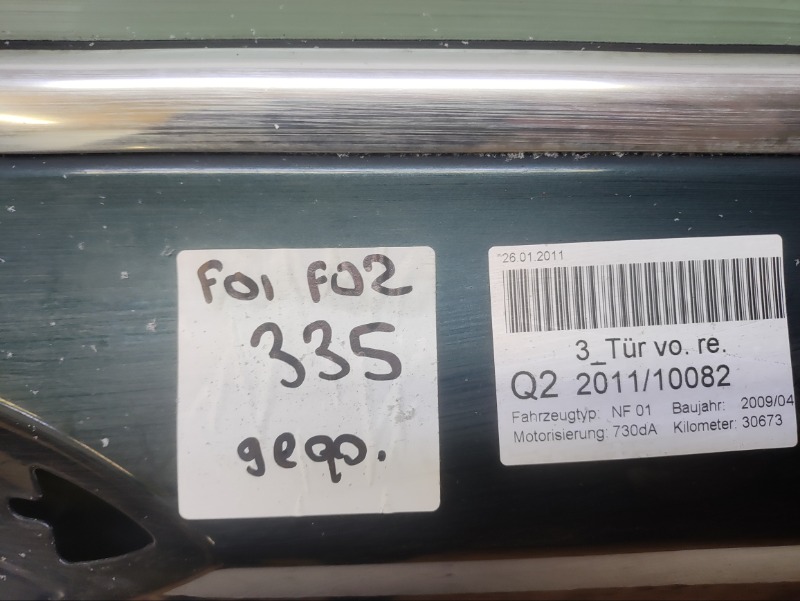 F01 F02
335
gepo.
*26.01.2011
3_Tür vo. re.
Q2 2011/10082
Fahrzeugtyp: NF 01 Baujahr: 2009/04
Motorisierung: 730dA Kilometer: 30673